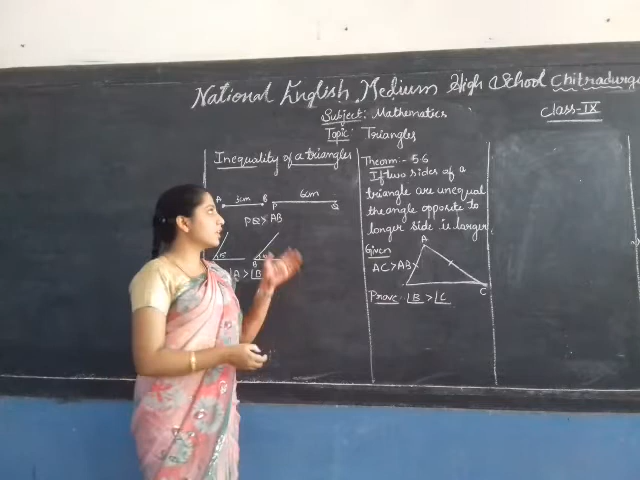 National English Medium High School Chitradurga
Subject: Mathematics
Topic: Triangles
Class-IX
Inequality of a triangles
A 3cm B
P 6cm Q
PQ > AB
B
∠A > ∠B
Theorm:- 5.6
If two sides of a
triangle are unequal
the angle opposite to
longer side is larger.
Given
A
AC > AB
C
Prove: ∠B > ∠C